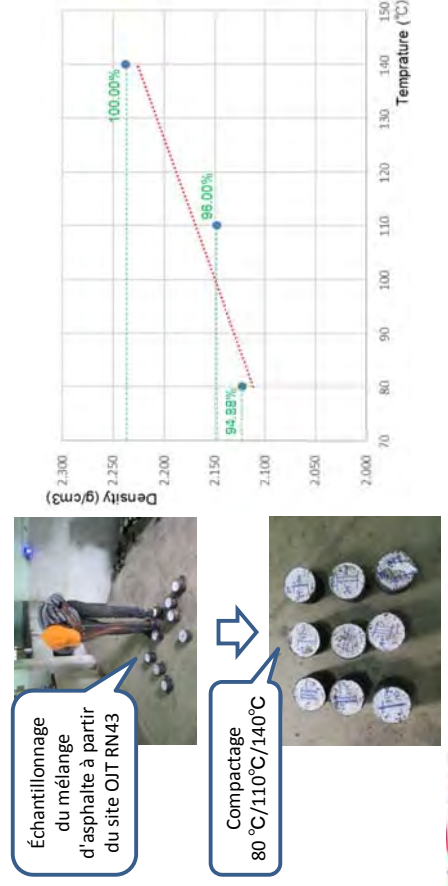 Échantillonnage
du mélange
d'asphalte à partir
du site OJT RN43
Compactage
80 °C/110°C/140°C
Density (g/cm3)
2.300
2.250
2.200
2.150
2.100
2.050
2.000
100.00%
96.00%
94.88%
70
80
90
100
110
120
130
140
150
Temprature (°C)